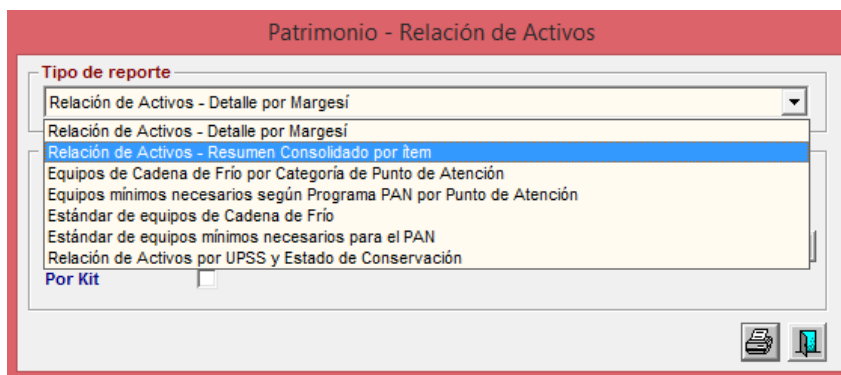 Patrimonio - Relación de Activos
Tipo de reporte
Relación de Activos - Detalle por Margesí
Relación de Activos - Detalle por Margesí
Relación de Activos - Resumen Consolidado por ítem
Equipos de Cadena de Frío por Categoría de Punto de Atención
Equipos mínimos necesarios según Programa PAN por Punto de Atención
Estándar de equipos de Cadena de Frío
Estándar de equipos mínimos necesarios para el PAN
Relación de Activos por UPSS y Estado de Conservación
Por Kit